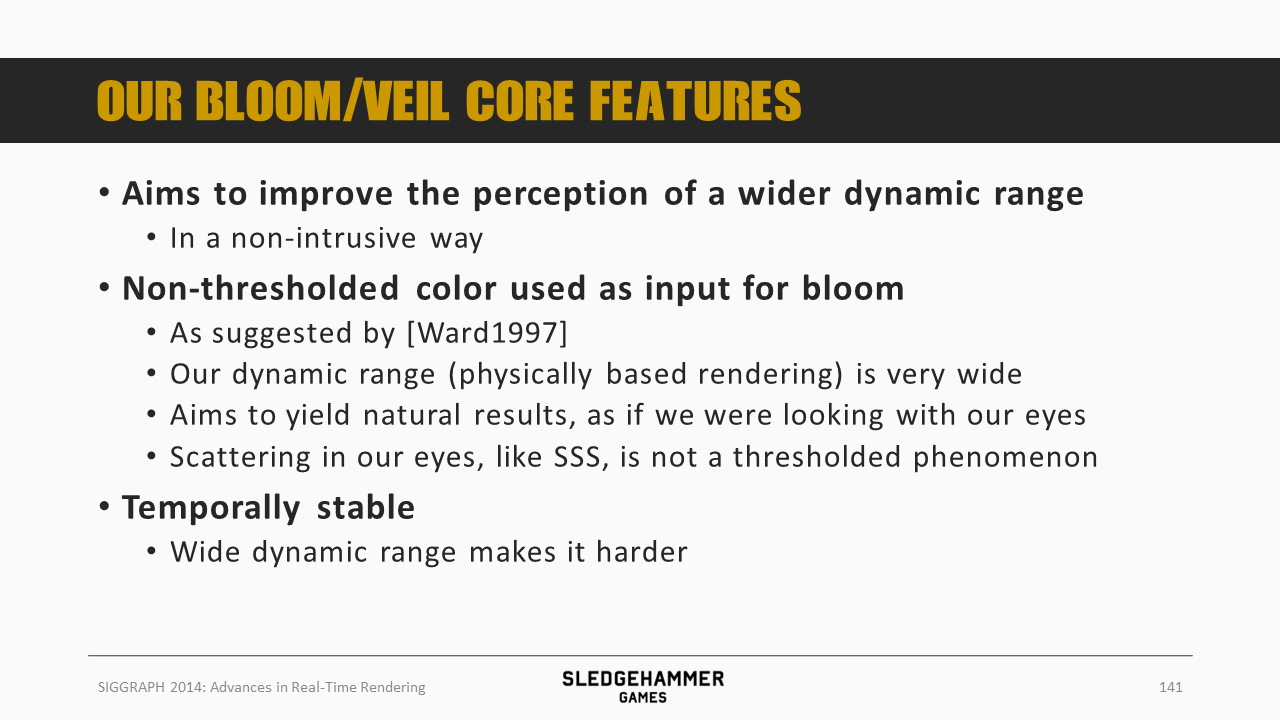 OUR BLOOM/VEIL CORE FEATURES
• Aims to improve the perception of a wider dynamic range
• In a non-intrusive way
• Non-thresholded color used as input for bloom
• As suggested by [Ward1997]
• Our dynamic range (physically based rendering) is very wide
• Aims to yield natural results, as if we were looking with our eyes
• Scattering in our eyes, like SSS, is not a thresholded phenomenon
• Temporally stable
• Wide dynamic range makes it harder
SIGGRAPH 2014: Advances in Real-Time Rendering
SLEDGEHAMMER
GAMES
141